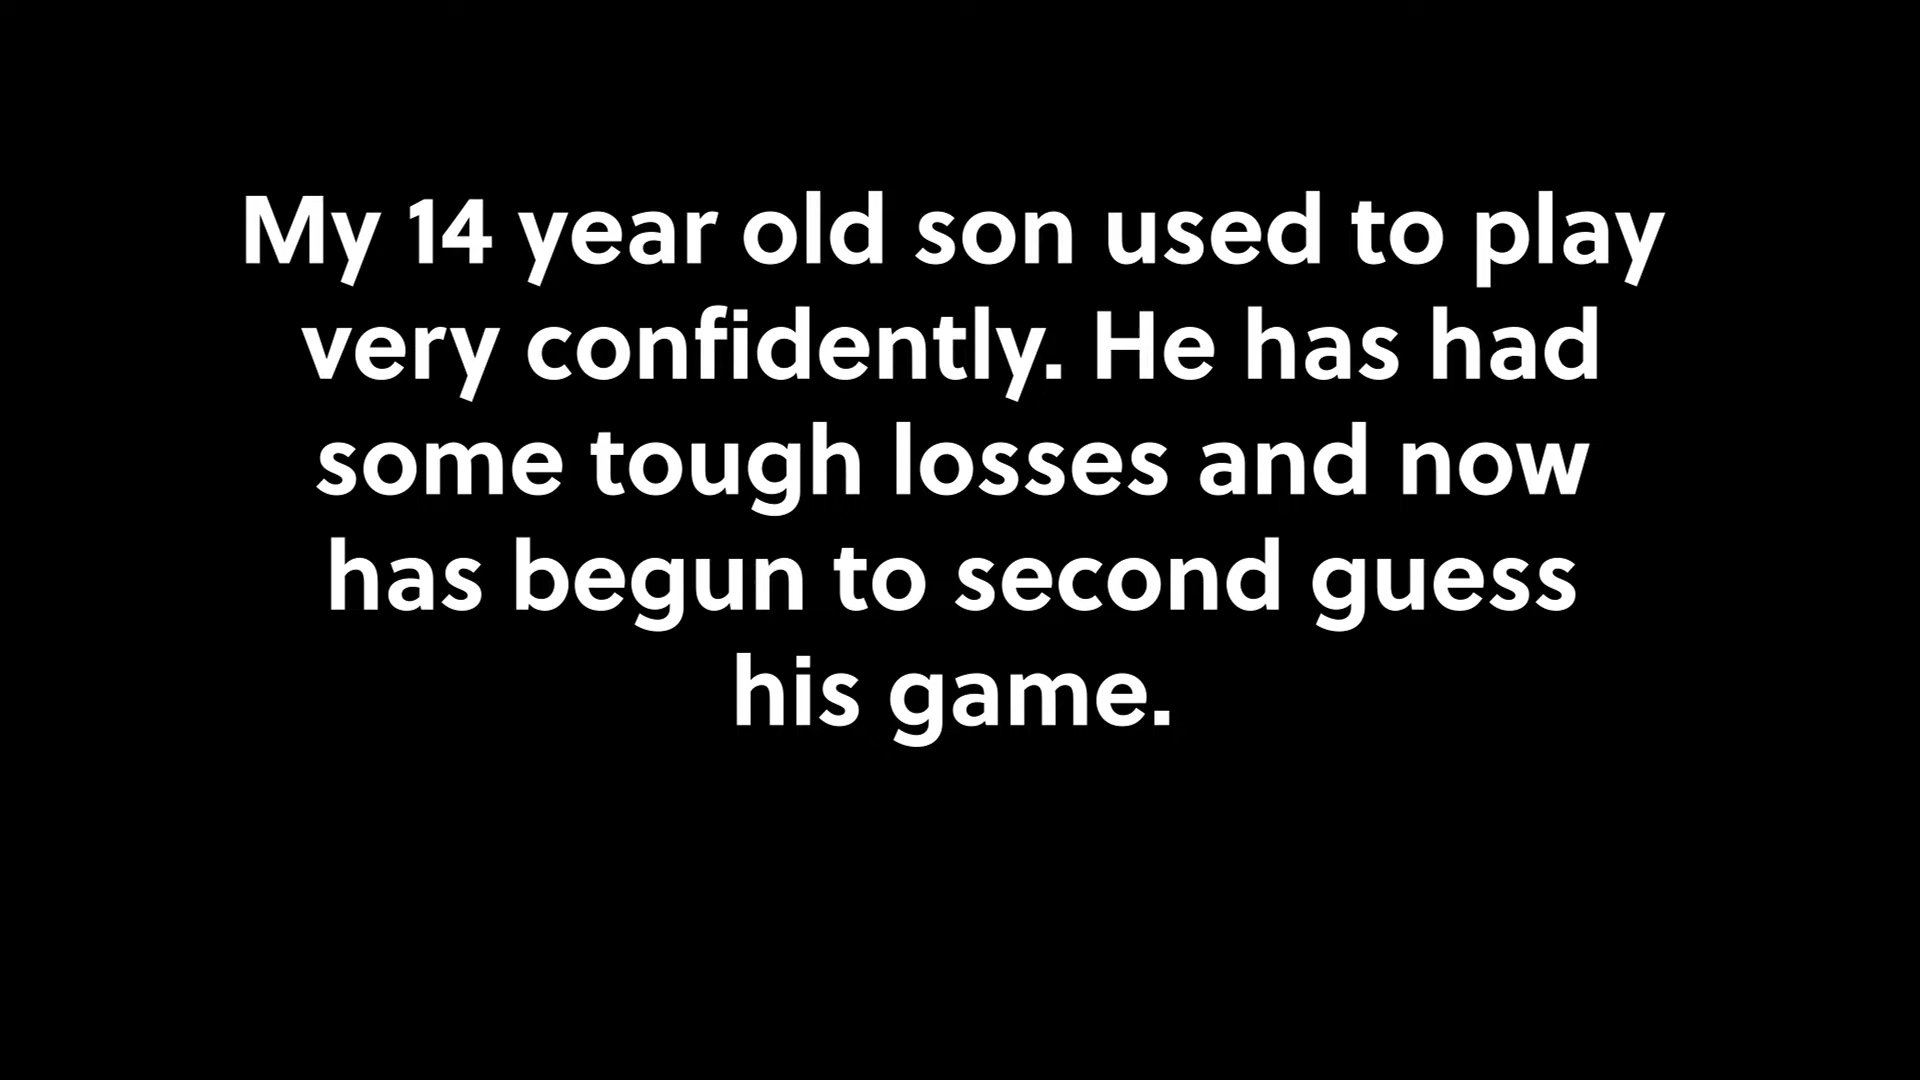 My 14 year old son used to play
very confidently. He has had
some tough losses and now
has begun to second guess
his game.